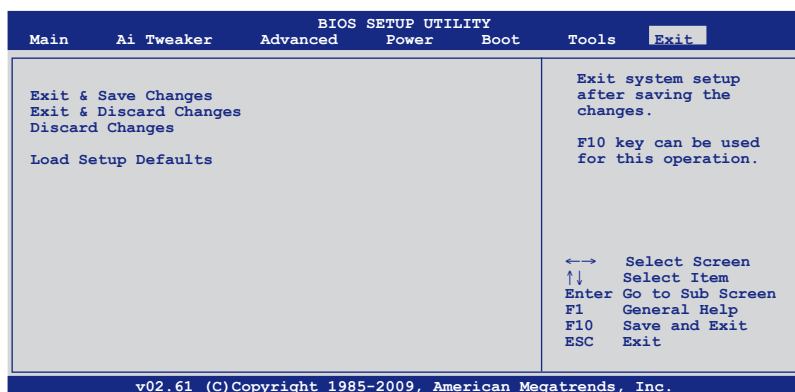 BIOS SETUP UTILITY
Main Ai Tweaker Advanced Power Boot Tools Exit
Exit & Save Changes
Exit & Discard Changes
Discard Changes
Load Setup Defaults
Exit system setup
after saving the
changes.
F10 key can be used
for this operation.
←→ Select Screen
↑↓ Select Item
Enter Go to Sub Screen
F1 General Help
F10 Save and Exit
ESC Exit
v02.61 (C)Copyright 1985-2009, American Megatrends, Inc.